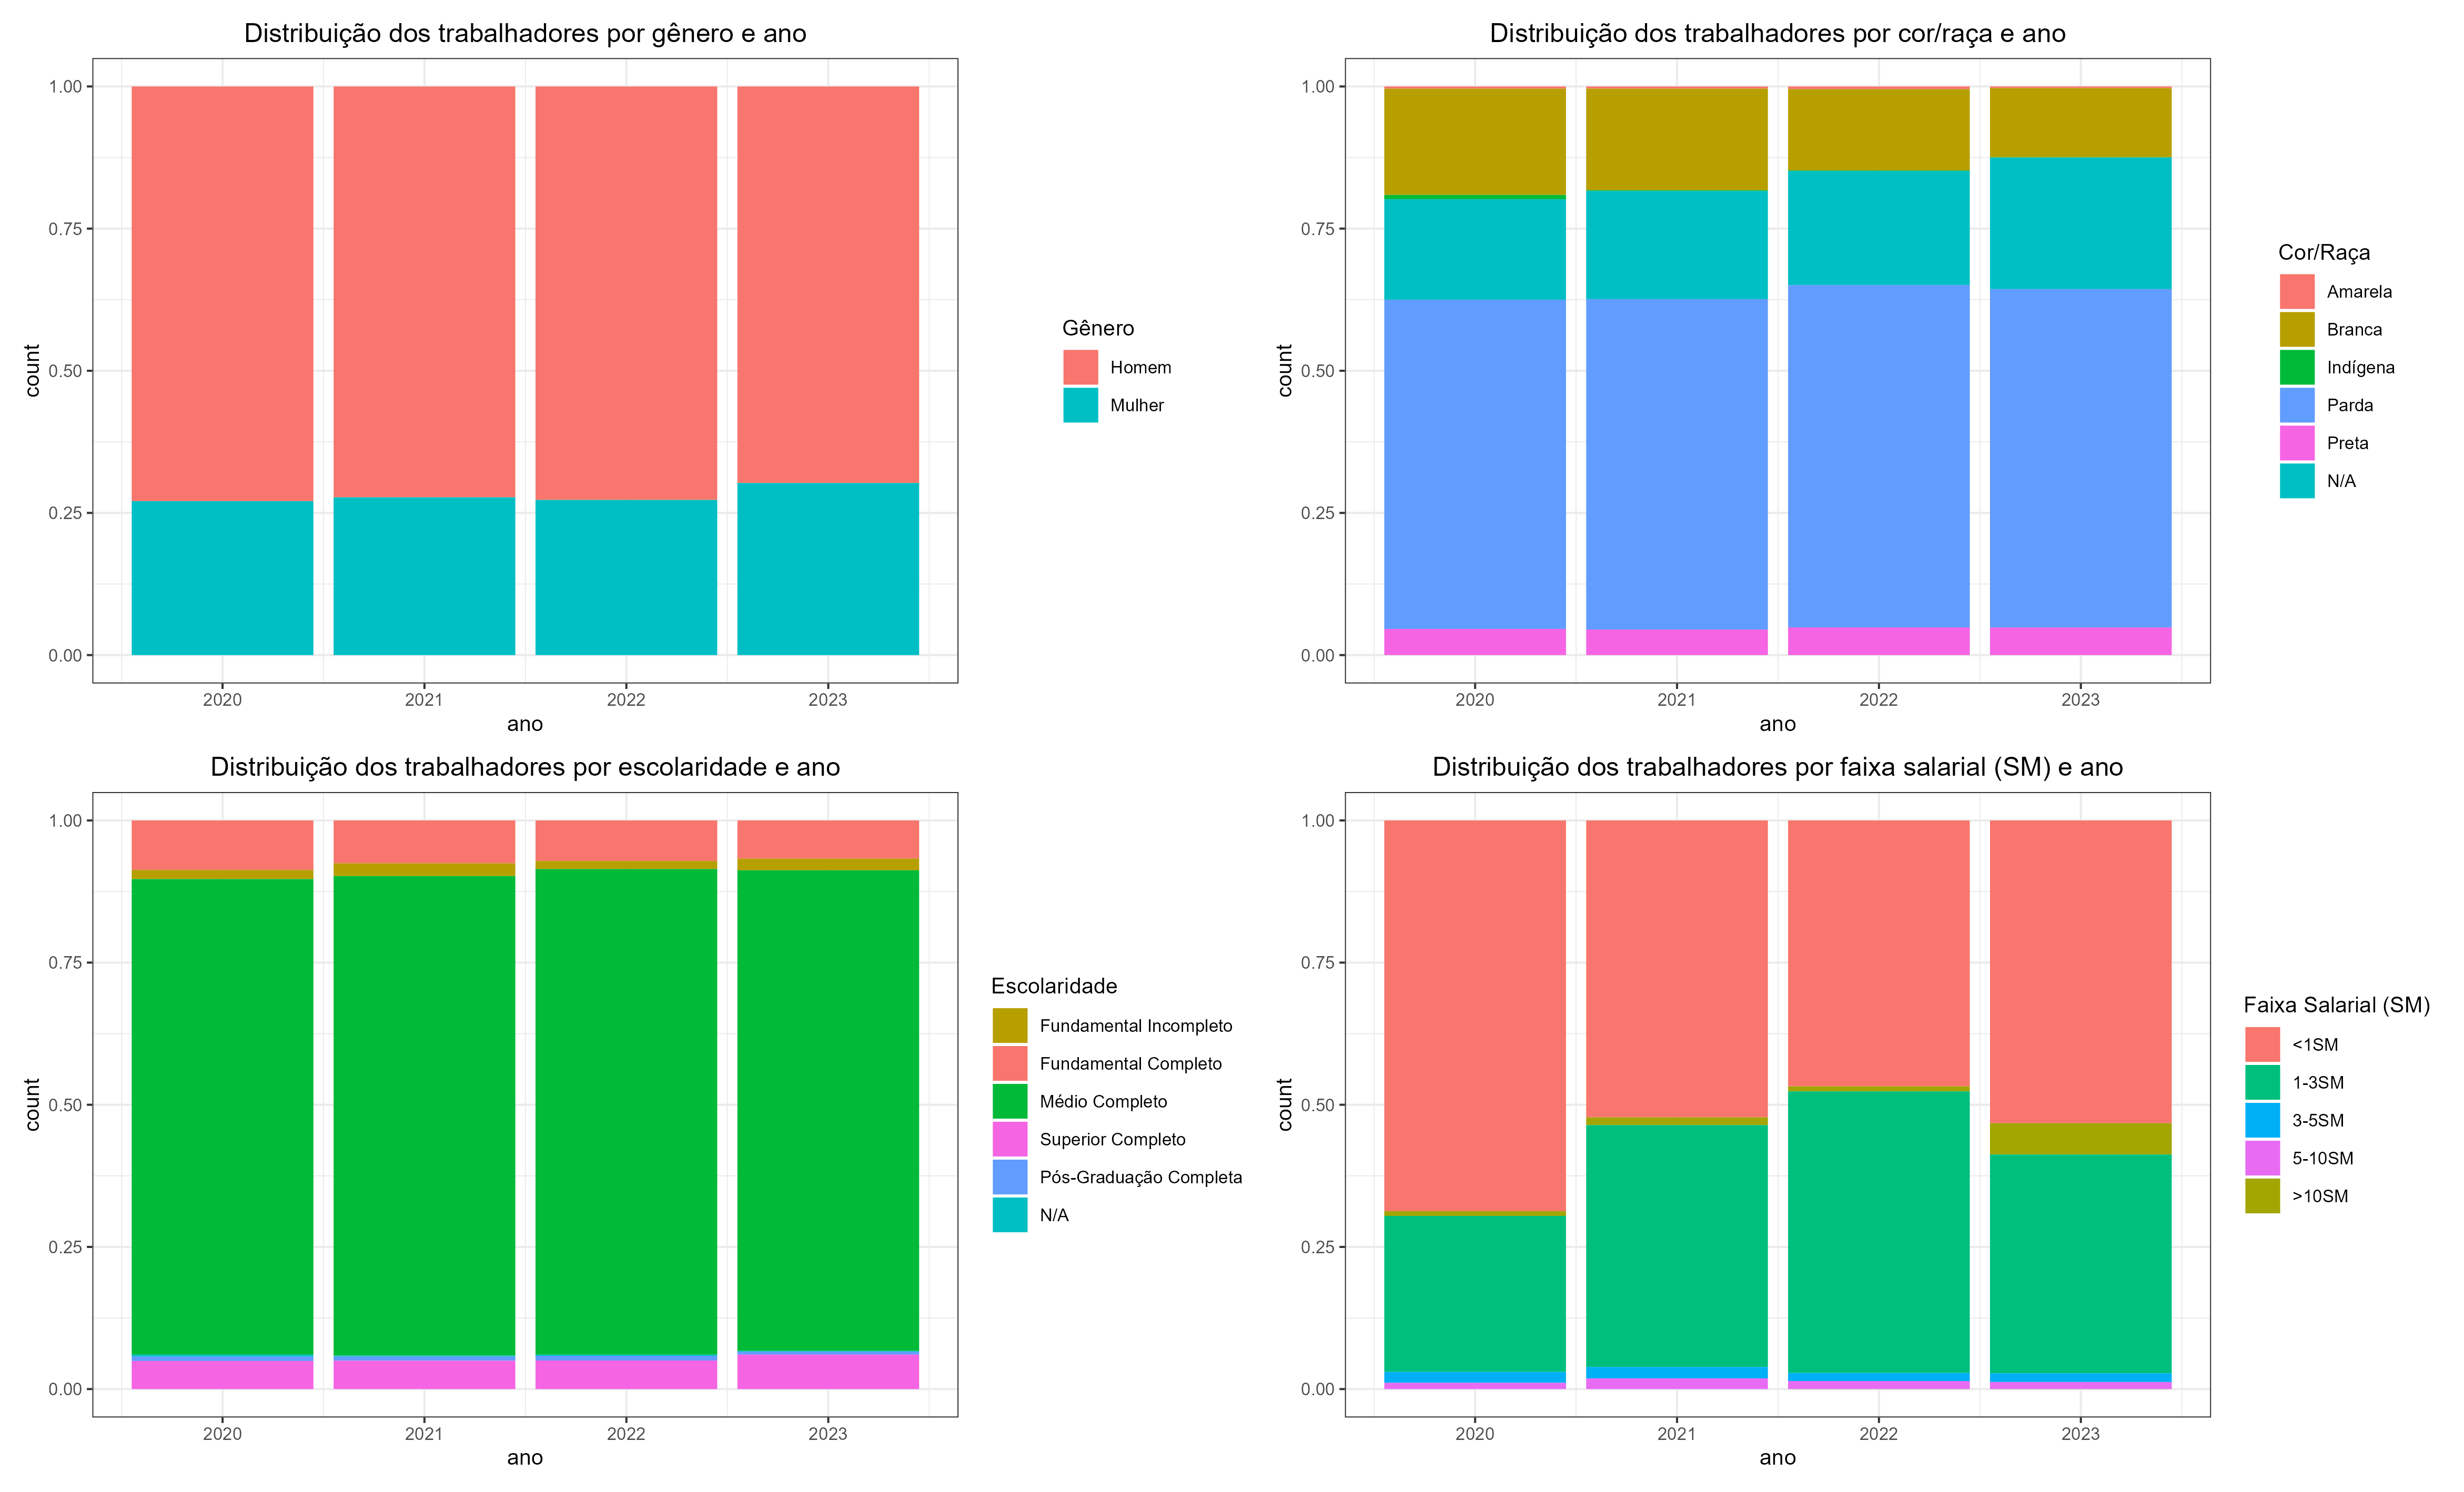 Distribuição dos trabalhadores por gênero e ano
count
1.00
0.75
0.50
0.25
0.00
2020 2021 2022 2023
ano
Gênero
Homem
Mulher
Distribuição dos trabalhadores por cor/raça e ano
count
1.00
0.75
0.50
0.25
0.00
2020 2021 2022 2023
ano
Cor/Raça
Amarela
Branca
Indígena
Parda
Preta
N/A
Distribuição dos trabalhadores por escolaridade e ano
count
1.00
0.75
0.50
0.25
0.00
2020 2021 2022 2023
ano
Escolaridade
Fundamental Incompleto
Fundamental Completo
Médio Completo
Superior Completo
Pós-Graduação Completa
N/A
Distribuição dos trabalhadores por faixa salarial (SM) e ano
count
1.00
0.75
0.50
0.25
0.00
2020 2021 2022 2023
ano
Faixa Salarial (SM)
<1SM
1-3SM
3-5SM
5-10SM
>10SM